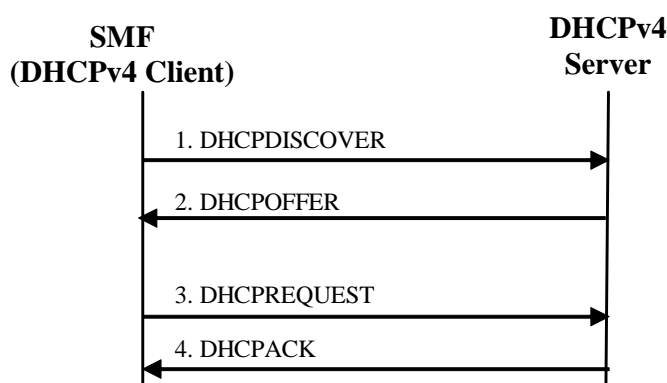 SMF
(DHCPv4 Client)
DHCPv4
Server
1. DHCPDISCOVER
2. DHCPOFFER
3. DHCPREQUEST
4. DHCPACK